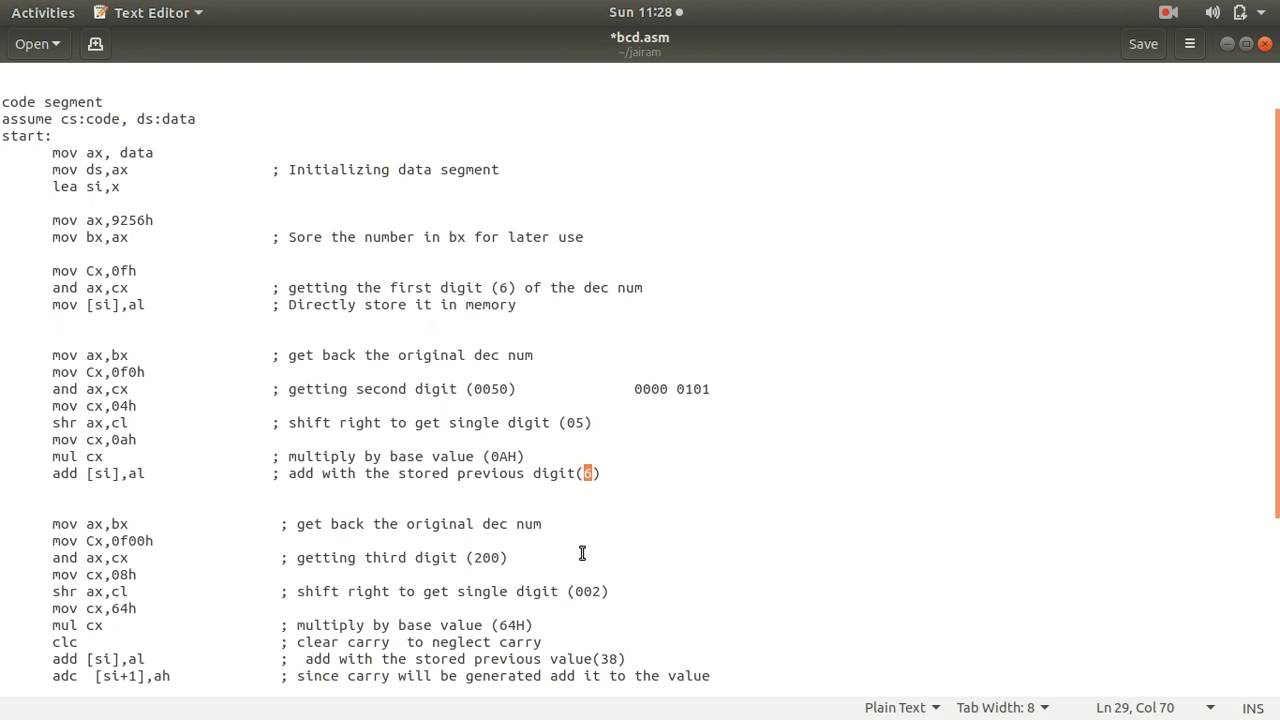 Activities Text Editor Sun 11:28
Open *bcd.asm Save
~/jairam
code segment
assume cs:code, ds:data
start:
mov ax, data
mov ds,ax ; Initializing data segment
lea si,x
mov ax,9256h
mov bx,ax ; Sore the number in bx for later use
mov Cx,0fh
and ax,cx ; getting the first digit (6) of the dec num
mov [si],al ; Directly store it in memory
mov ax,bx ; get back the original dec num
mov Cx,0f0h
and ax,cx ; getting second digit (0050) 0000 0101
mov cx,04h
shr ax,cl ; shift right to get single digit (05)
mov cx,0ah
mul cx ; multiply by base value (0AH)
add [si],al ; add with the stored previous digit(6)
mov ax,bx ; get back the original dec num
mov Cx,0f00h
and ax,cx ; getting third digit (200)
mov cx,08h
shr ax,cl ; shift right to get single digit (002)
mov cx,64h
mul cx ; multiply by base value (64H)
clc ; clear carry  to neglect carry
add [si],al ;  add with the stored previous value(38)
adc  [si+1],ah ; since carry will be generated add it to the value
Plain Text Tab Width: 8 Ln 29, Col 70 INS